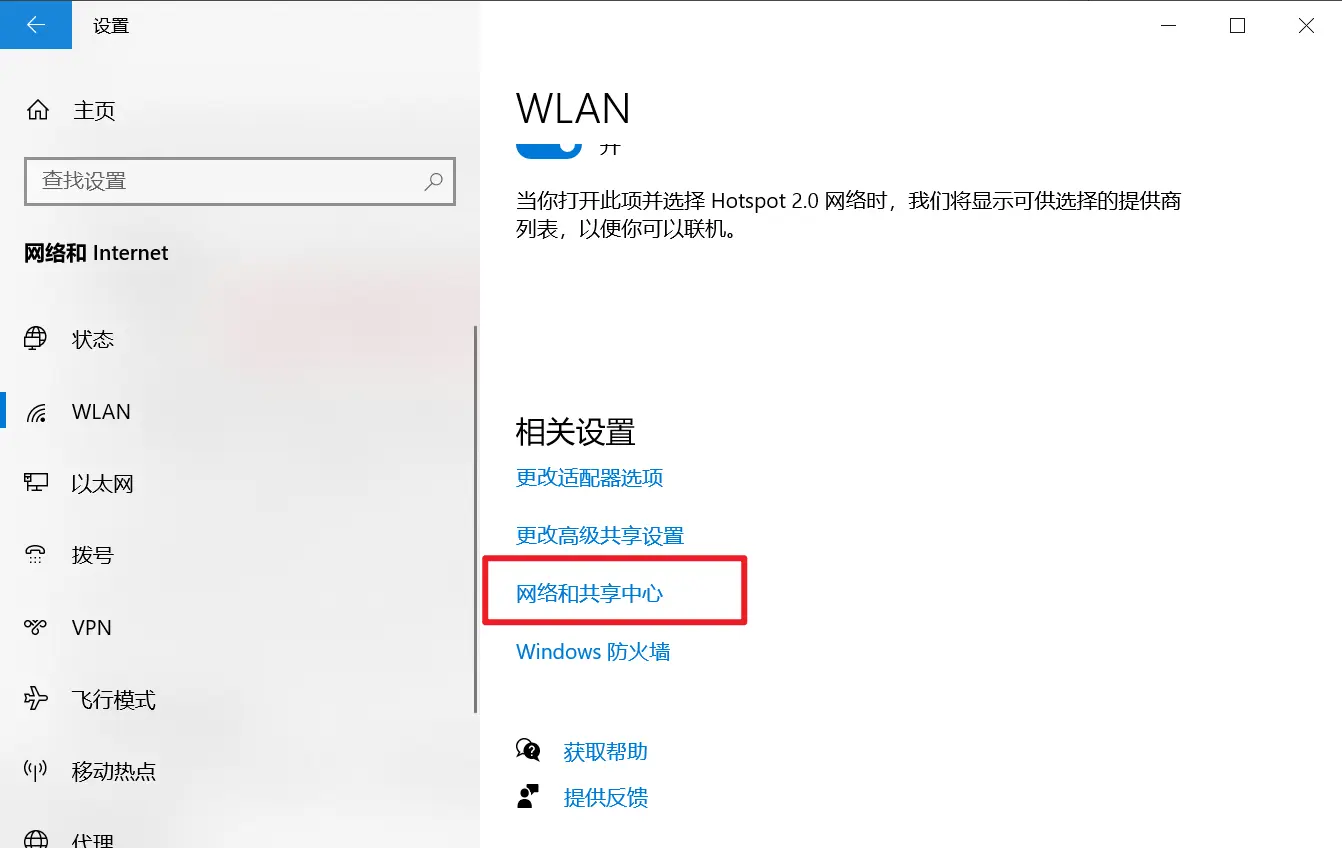 设置
主页
查找设置
网络和 Internet
状态
WLAN
以太网
拨号
VPN
飞行模式
移动热点
代理
WLAN
开
当你打开此项并选择 Hotspot 2.0 网络时，我们将显示可供选择的提供商
列表，以便你可以联机。
相关设置
更改适配器选项
更改高级共享设置
网络和共享中心
Windows 防火墙
获取帮助
提供反馈